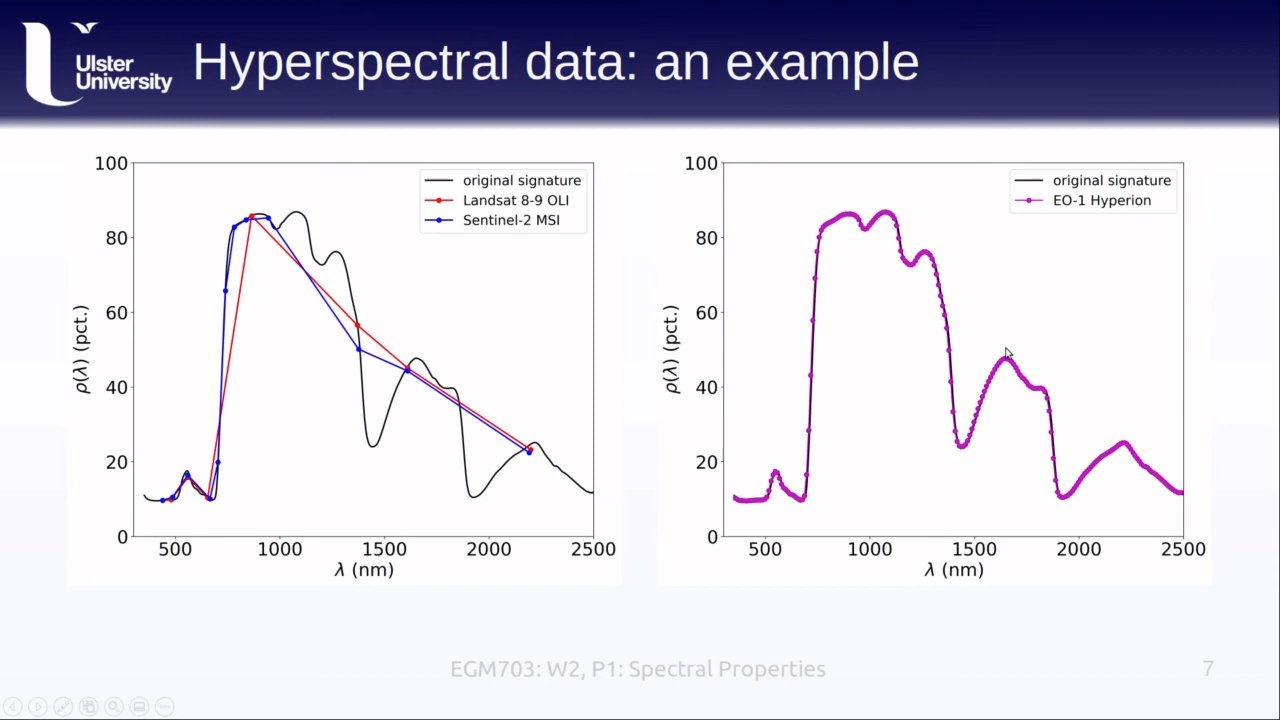 Ulster
University
Hyperspectral data: an example
100
80
60
40
20
0
500
1000
1500
2000
2500
ρ(λ) (pct.)
λ (nm)
original signature
Landsat 8-9 OLI
Sentinel-2 MSI
100
80
60
40
20
0
500
1000
1500
2000
2500
ρ(λ) (pct.)
λ (nm)
original signature
EO-1 Hyperion
EGM703: W2, P1: Spectral Properties
7